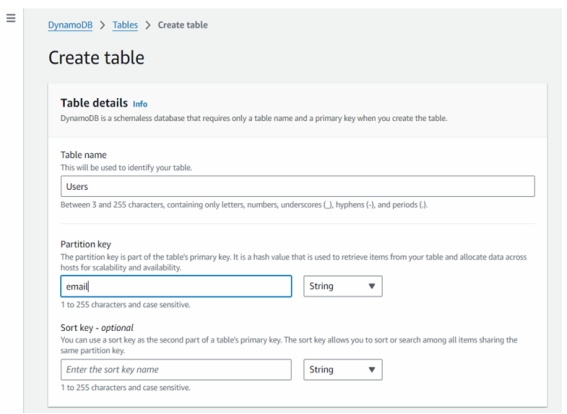 DynamoDB > Tables > Create table
Create table
Table details Info
DynamoDB is a schemaless database that requires only a table name and a primary key when you create the table.
Table name
This will be used to identify your table.
Users
Between 3 and 255 characters, containing only letters, numbers, underscores (_), hyphens (-), and periods (.).
Partition key
The partition key is part of the table's primary key. It is a hash value that is used to retrieve items from your table and allocate data across
hosts for scalability and availability.
email String
1 to 255 characters and case sensitive.
Sort key - optional
You can use a sort key as the second part of a table's primary key. The sort key allows you to sort or search among all items sharing the
same partition key.
Enter the sort key name String
1 to 255 characters and case sensitive.